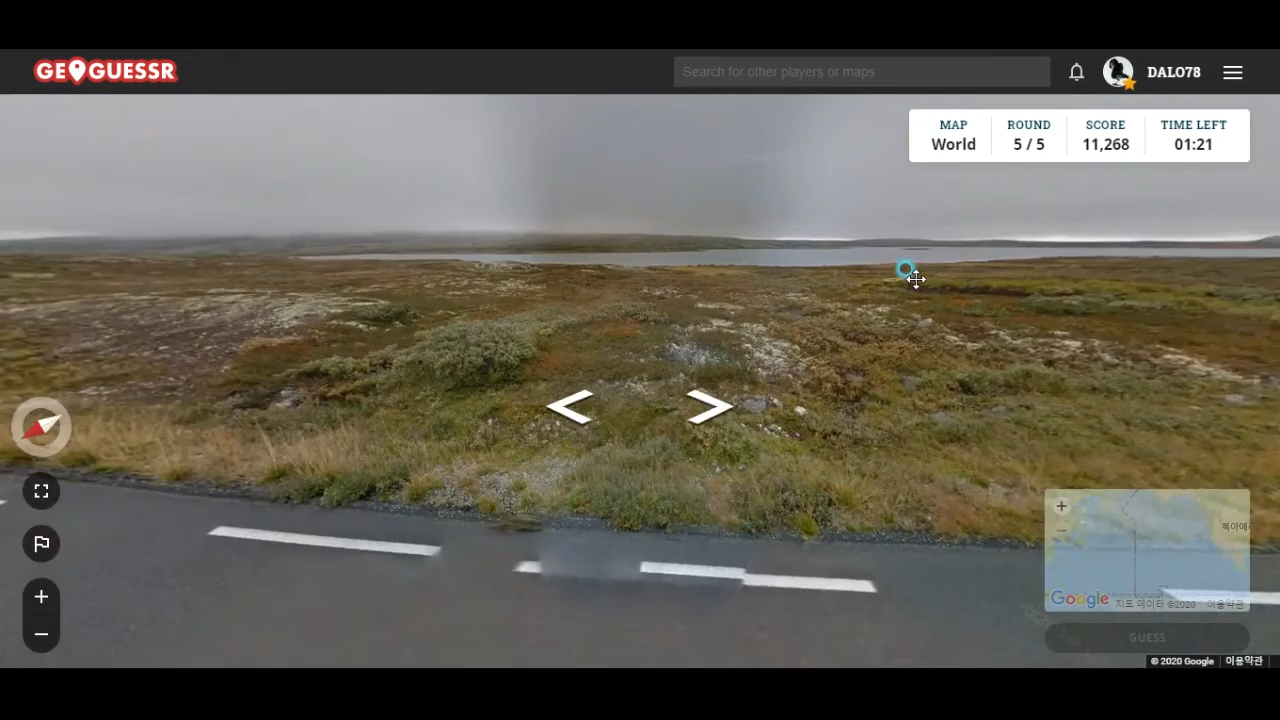 GEOGUESSR
Search for other players or maps
DALO78
MAP ROUND SCORE TIME LEFT
World 5 / 5 11,268 01:21
Google
지도 데이터 ©2020 이용약관
GUESS
© 2020 Google 이용약관